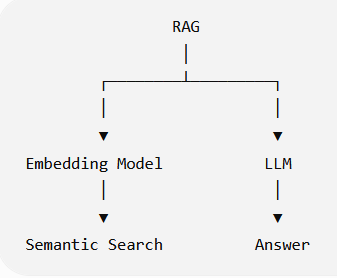 RAG
Embedding Model LLM
Semantic Search Answer